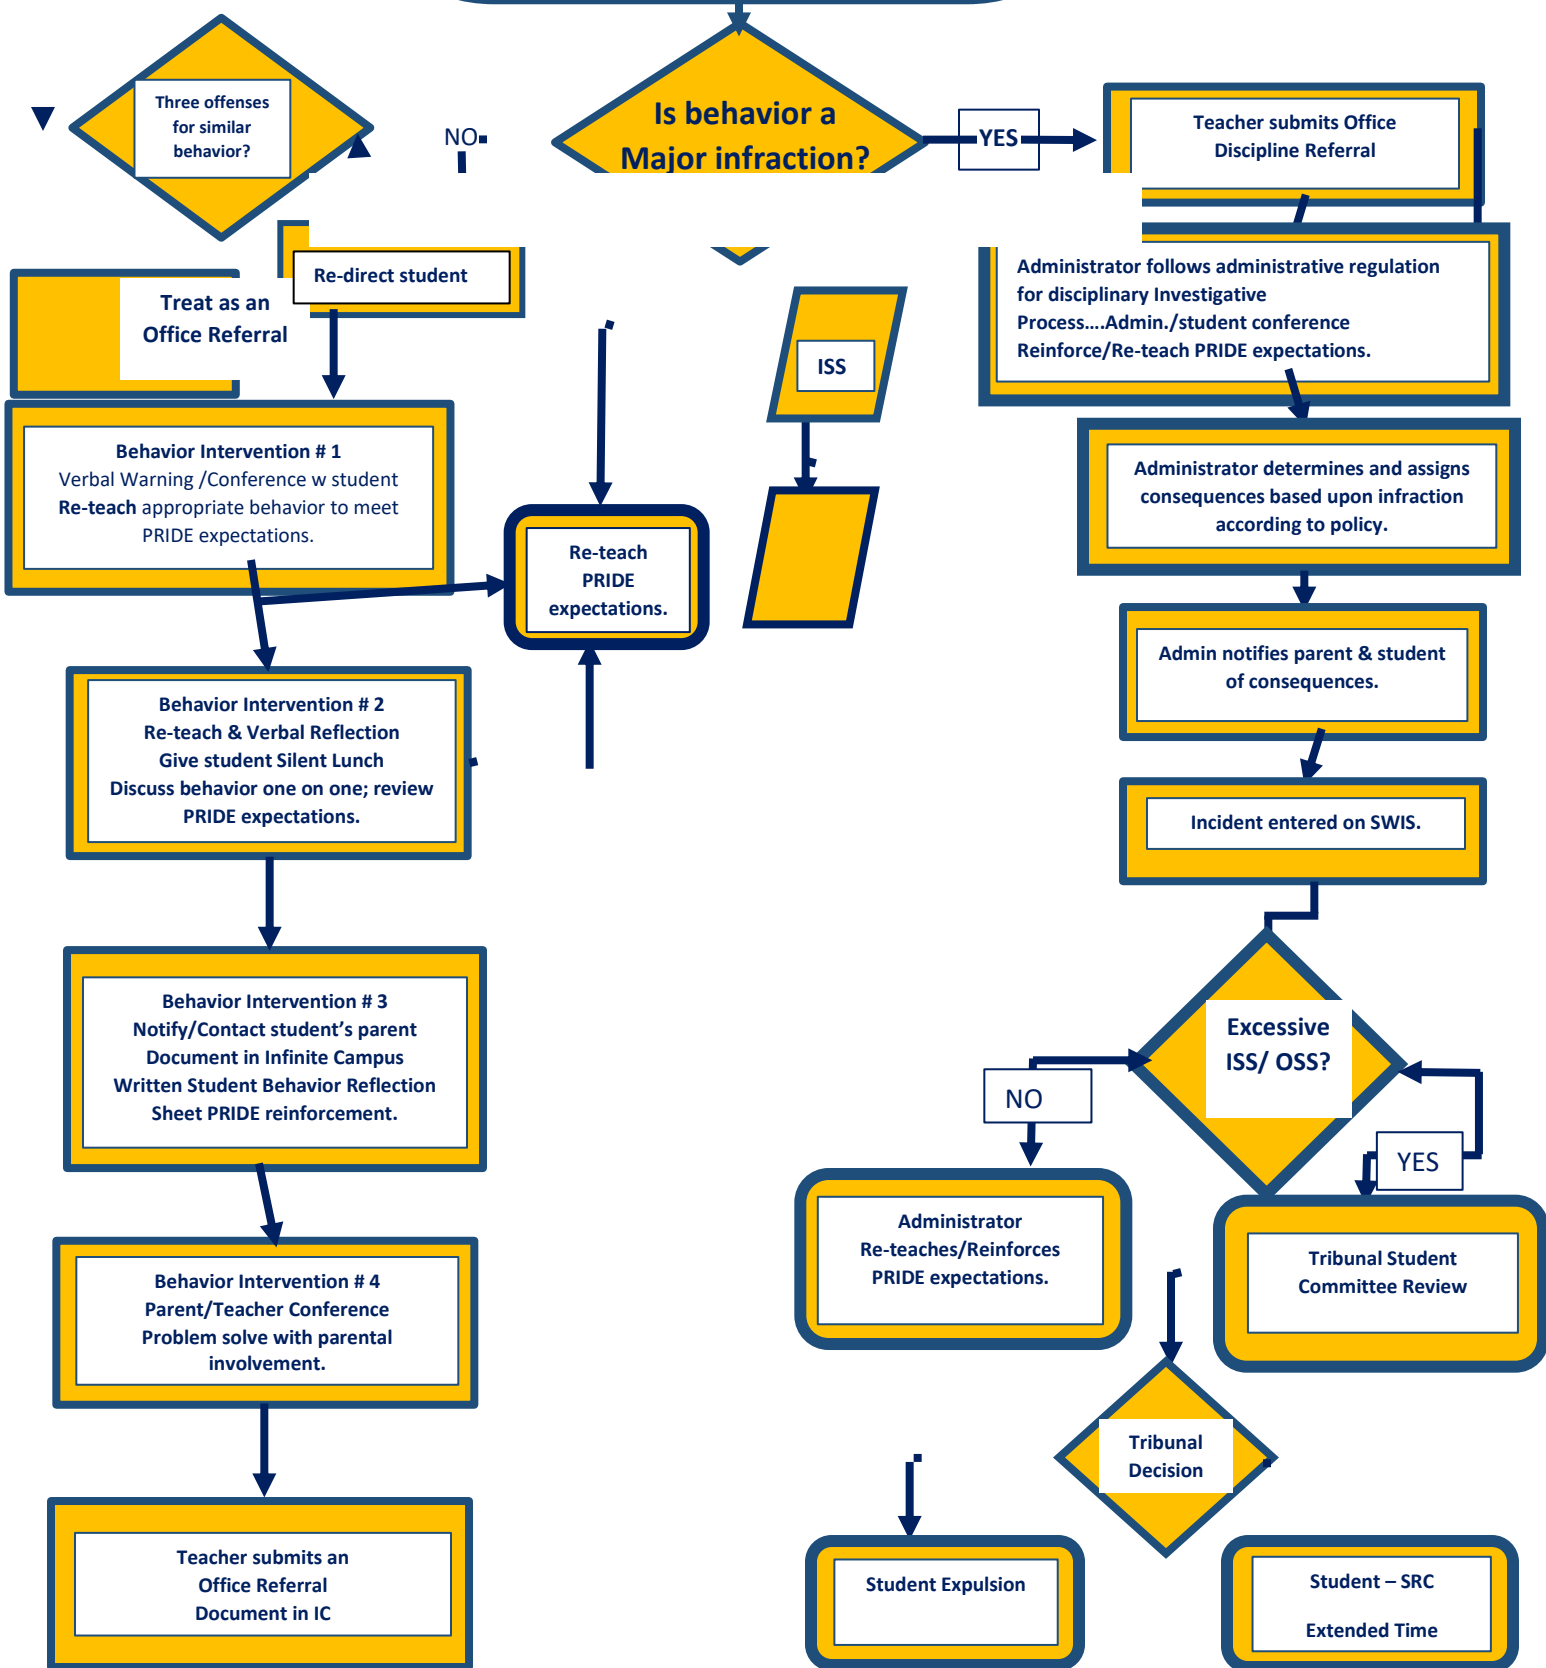 Three offenses
for similar
behavior?
NO
Is behavior a
Major infraction?
YES
Teacher submits Office
Discipline Referral
Re-direct student
Treat as an
Office Referral
Administrator follows administrative regulation
for disciplinary Investigative
Process....Admin./student conference
Reinforce/Re-teach PRIDE expectations.
ISS
Behavior Intervention # 1
Verbal Warning /Conference w student
Re-teach appropriate behavior to meet
PRIDE expectations.
Administrator determines and assigns
consequences based upon infraction
according to policy.
Re-teach
PRIDE
expectations.
Admin notifies parent & student
of consequences.
Behavior Intervention # 2
Re-teach & Verbal Reflection
Give student Silent Lunch
Discuss behavior one on one; review
PRIDE expectations.
Incident entered on SWIS.
Behavior Intervention # 3
Notify/Contact student’s parent
Document in Infinite Campus
Written Student Behavior Reflection
Sheet PRIDE reinforcement.
Excessive
ISS/ OSS?
NO
YES
Administrator
Re-teaches/Reinforces
PRIDE expectations.
Tribunal Student
Committee Review
Behavior Intervention # 4
Parent/Teacher Conference
Problem solve with parental
involvement.
Tribunal
Decision
Teacher submits an
Office Referral
Document in IC
Student Expulsion
Student – SRC
Extended Time